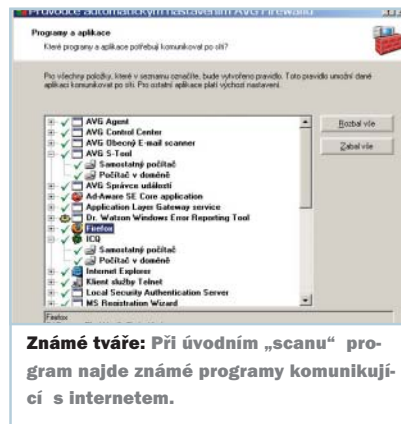 Průvodce automatickým nastavením AVG Firewallu
Programy a aplikace
Které programy a aplikace potřebují komunikovat po síti?
Pro všechny položky, které v seznamu označíte, bude vytvořeno pravidlo. Toto pravidlo umožní dané
aplikaci komunikovat po síti. Pro ostatní aplikace platí výchozí nastavení.
AVG Agent
AVG Control Center
AVG Obecný E-mail scanner
AVG S-Tool
Samostatný počítač
Počítač v doméně
AVG Správce událostí
Ad-Aware SE Core application
Application Layer Gateway service
Dr. Watson Windows Error Reporting Tool
Firefox
ICQ
Samostatný počítač
Počítač v doméně
Internet Explorer
Klient služby Telnet
Local Security Authentication Server
MS Registration Wizard
Rozbal vše
Zabal vše
Firefox
Známé tváře: Při úvodním „scanu“ pro-
gram najde známé programy komunikují-
cí s internetem.